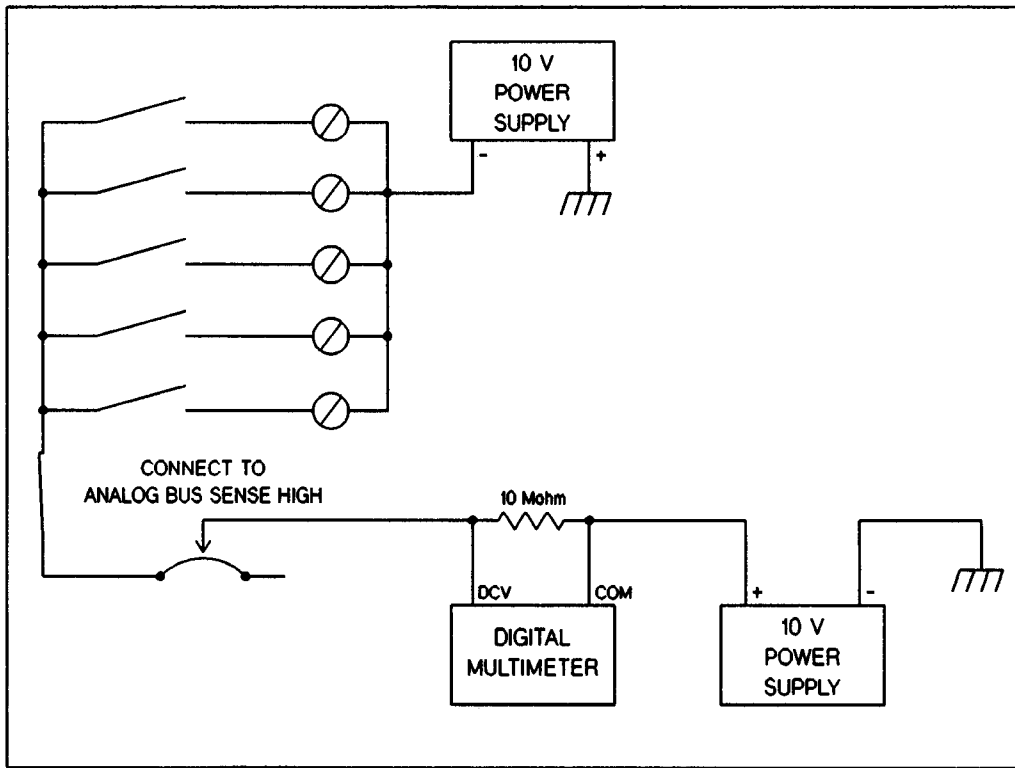 10 V
POWER
SUPPLY
-
+
CONNECT TO
ANALOG BUS SENSE HIGH
10 Mohm
DCV
COM
+
-
DIGITAL
MULTIMETER
10 V
POWER
SUPPLY